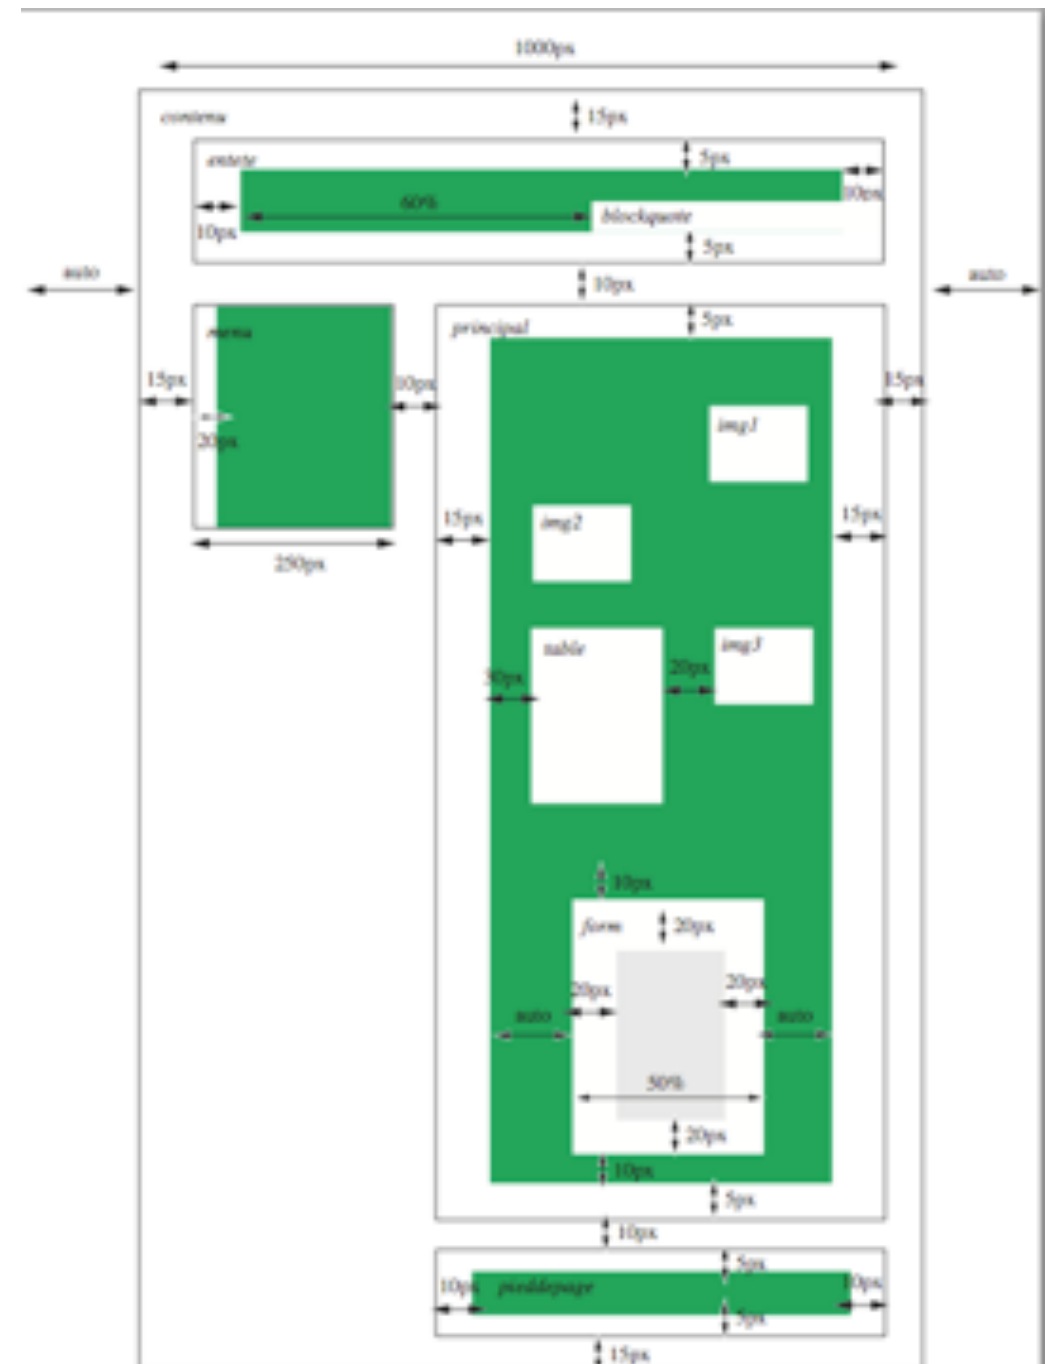 1000px
contenu
15px
entete
5px
10px
60%
blockquote
10px
5px
auto
auto
10px
menu
principal
5px
15px
10px
15px
20px
img1
15px
img2
15px
250px
table
img3
30px
20px
10px
form
20px
20px
20px
auto
auto
50%
20px
10px
5px
10px
5px
10px
pieddepage
10px
5px
15px